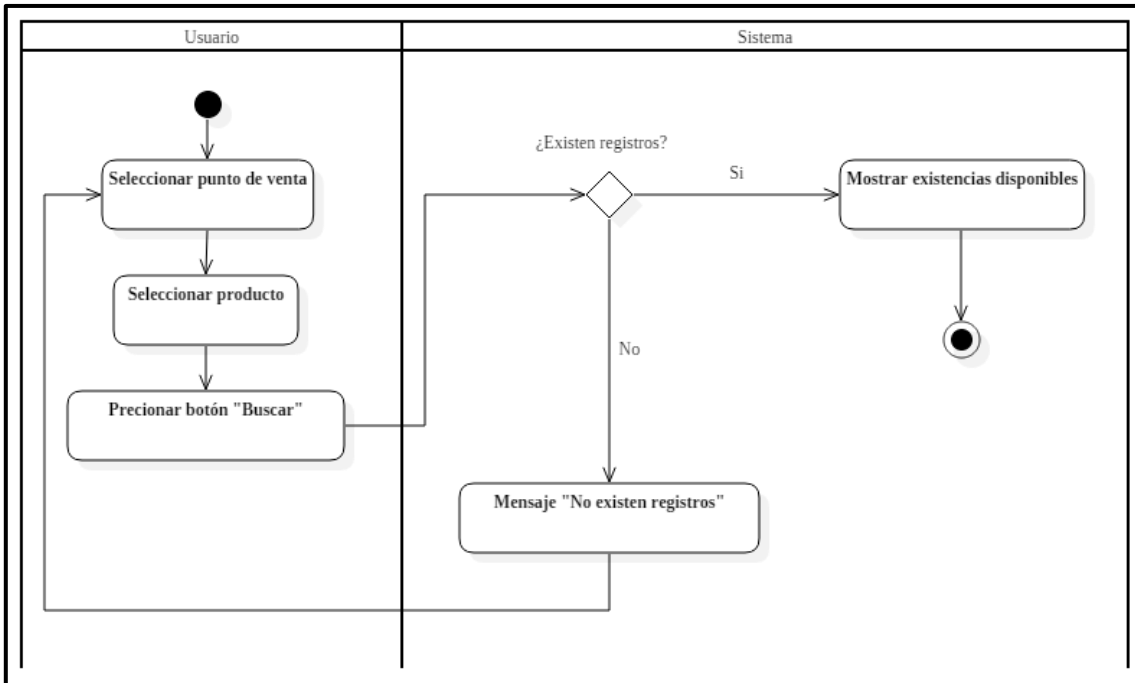 Usuario
Sistema
¿Existen registros?
Seleccionar punto de venta
Si
Mostrar existencias disponibles
Seleccionar producto
No
Precionar botón "Buscar"
Mensaje "No existen registros"